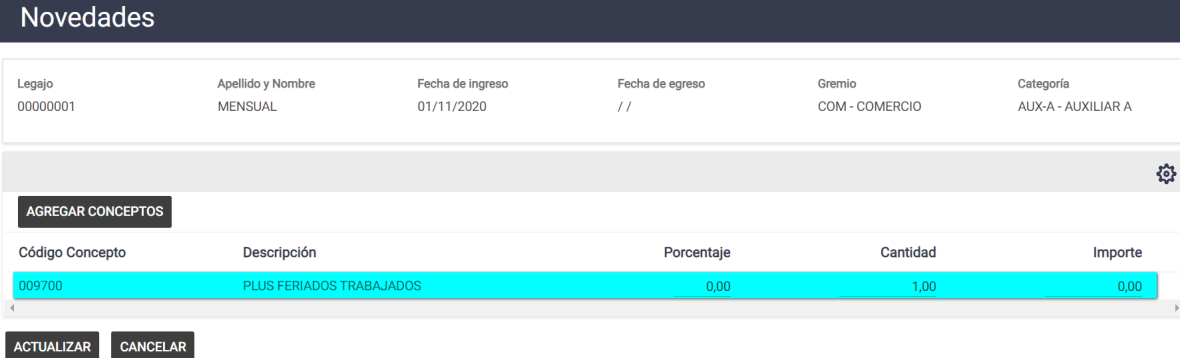 Novedades
Legajo Apellido y Nombre Fecha de ingreso Fecha de egreso Gremio Categoría
00000001 MENSUAL 01/11/2020 / / COM - COMERCIO AUX-A - AUXILIAR A
AGREGAR CONCEPTOS
Código Concepto Descripción Porcentaje Cantidad Importe
009700 PLUS FERIADOS TRABAJADOS 0,00 1,00 0,00
ACTUALIZAR CANCELAR